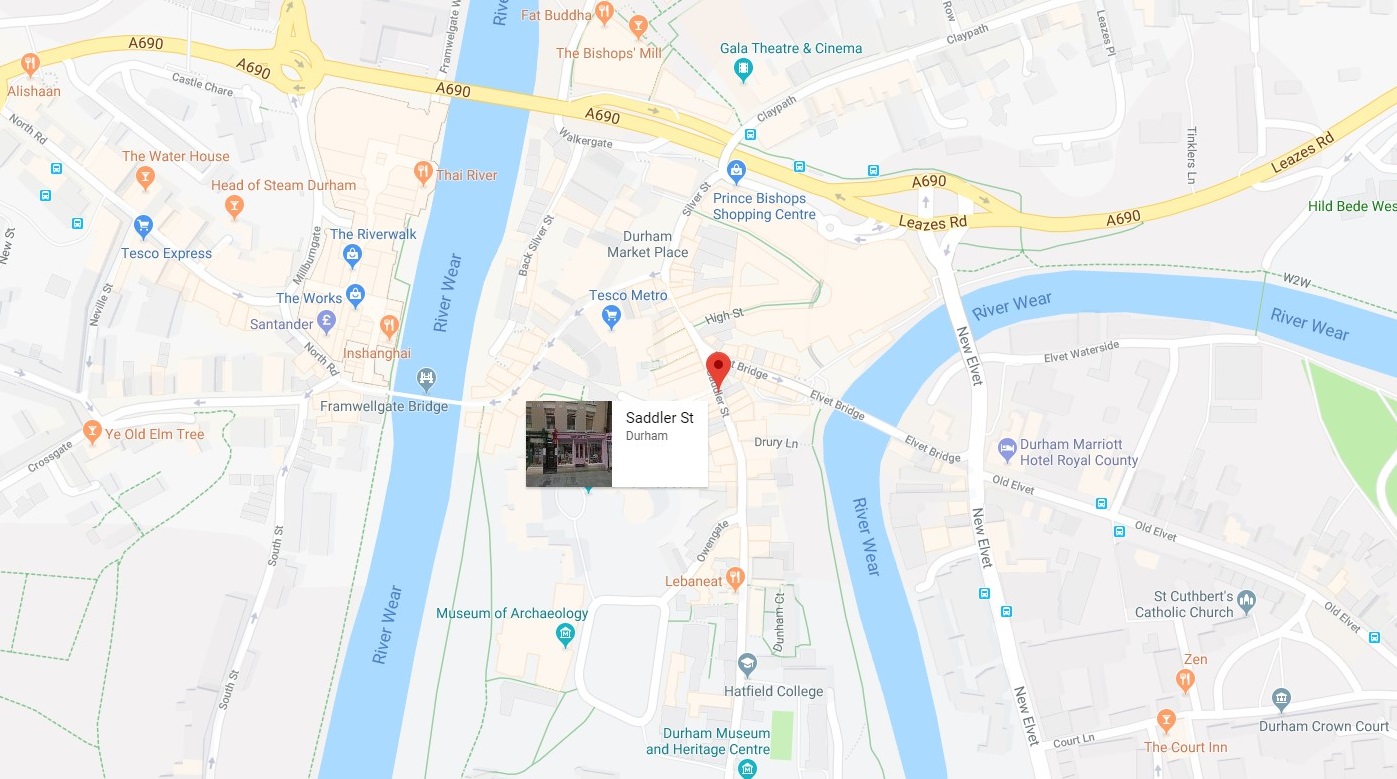 Fat Buddha
The Bishops' Mill
Row
Claypath
Leazes Pl
Gala Theatre & Cinema
A690
A690
Alishaan
Castle Chare
A690
A690
Claypath
Walkergate
North Rd
The Water House
Head of Steam Durham
Thai River
Silver St
Prince Bishops
Shopping Centre
A690
Leazes Rd
A690
Leazes Rd
Tinklers Ln
Hild Bede Wes
New St
Tesco Express
The Riverwalk
Millburngate
Back Silver St
Durham
Market Place
River Wear
W2W
Neville St
The Works
Santander
Tesco Metro
High St
River Wear
River Wear
North Rd
Inshanghai
New Elvet
Elvet Waterside
Framwellgate Bridge
Bridge
Elvet Bridge
Saddler St
Saddler St
Durham
Ye Old Elm Tree
Crossgate
Drury Ln
Elvet Bridge
Durham Marriott
Hotel Royal County
Old Elvet
Old Elvet
River Wear
New Elvet
South St
Owengate
Lebaneat
Museum of Archaeology
River Wear
Dunham Ct
St Cuthbert's
Catholic Church
Old Elvet
South St
Hatfield College
Zen
New Elvet
Durham Museum
and Heritage Centre
Court Ln
The Court Inn
Durham Crown Court